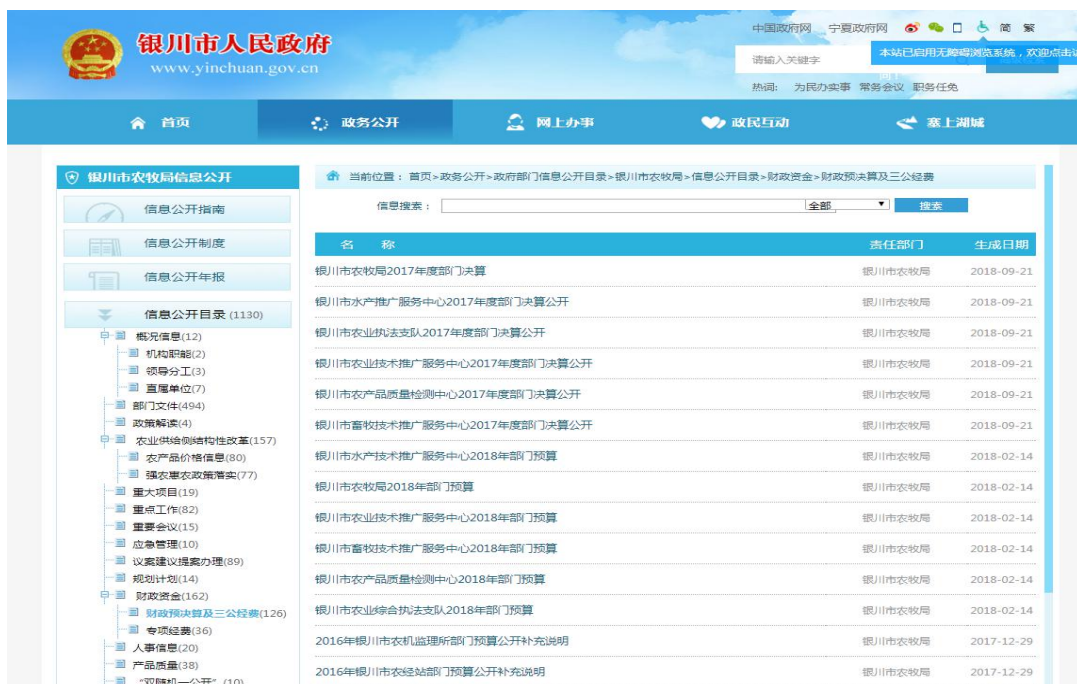 中国政府网 宁夏政府网 简 繁
银川市人民政府
www.yinchuan.gov.cn
请输入关键字
本站已启用无障碍浏览系统，欢迎点击
热词: 为民办实事 常务会议 职务任免
首页 政务公开 网上办事 政民互动 塞上湖城
银川市农牧局信息公开
信息公开指南
信息公开制度
信息公开年报
信息公开目录 (1130)
概况信息(12)
机构职能(2)
领导分工(3)
直属单位(7)
部门文件(494)
政策解读(4)
农业供给侧结构性改革(157)
农产品价格信息(80)
强农惠农政策落实(77)
重大项目(19)
重点工作(82)
重要会议(15)
应急管理(10)
议案建议提案办理(89)
规划计划(14)
财政资金(162)
财政预决算及三公经费(126)
专项经费(36)
人事信息(20)
产品质量(38)
“双随机一公开” (10)
当前位置： 首页>政务公开>政府部门信息公开目录>银川市农牧局>信息公开目录>财政资金>财政预决算及三公经费
信息搜索： 全部 搜索
名 称 责任部门 生成日期
银川市农牧局2017年度部门决算 银川市农牧局 2018-09-21
银川市水产推广服务中心2017年度部门决算公开 银川市农牧局 2018-09-21
银川市农业执法支队2017年度部门决算公开 银川市农牧局 2018-09-21
银川市农业技术推广服务中心2017年度部门决算公开 银川市农牧局 2018-09-21
银川市农产品质量检测中心2017年度部门决算公开 银川市农牧局 2018-09-21
银川市畜牧技术推广服务中心2017年度部门决算公开 银川市农牧局 2018-09-21
银川市水产技术推广服务中心2018年部门预算 银川市农牧局 2018-02-14
银川市农牧局2018年部门预算 银川市农牧局 2018-02-14
银川市农业技术推广服务中心2018年部门预算 银川市农牧局 2018-02-14
银川市畜牧技术推广服务中心2018年部门预算 银川市农牧局 2018-02-14
银川市农产品质量检测中心2018年部门预算 银川市农牧局 2018-02-14
银川市农业综合执法支队2018年部门预算 银川市农牧局 2018-02-14
2016年银川市农机监理所部门预算公开补充说明 银川市农牧局 2017-12-29
2016年银川市农经站部门预算公开补充说明 银川市农牧局 2017-12-29